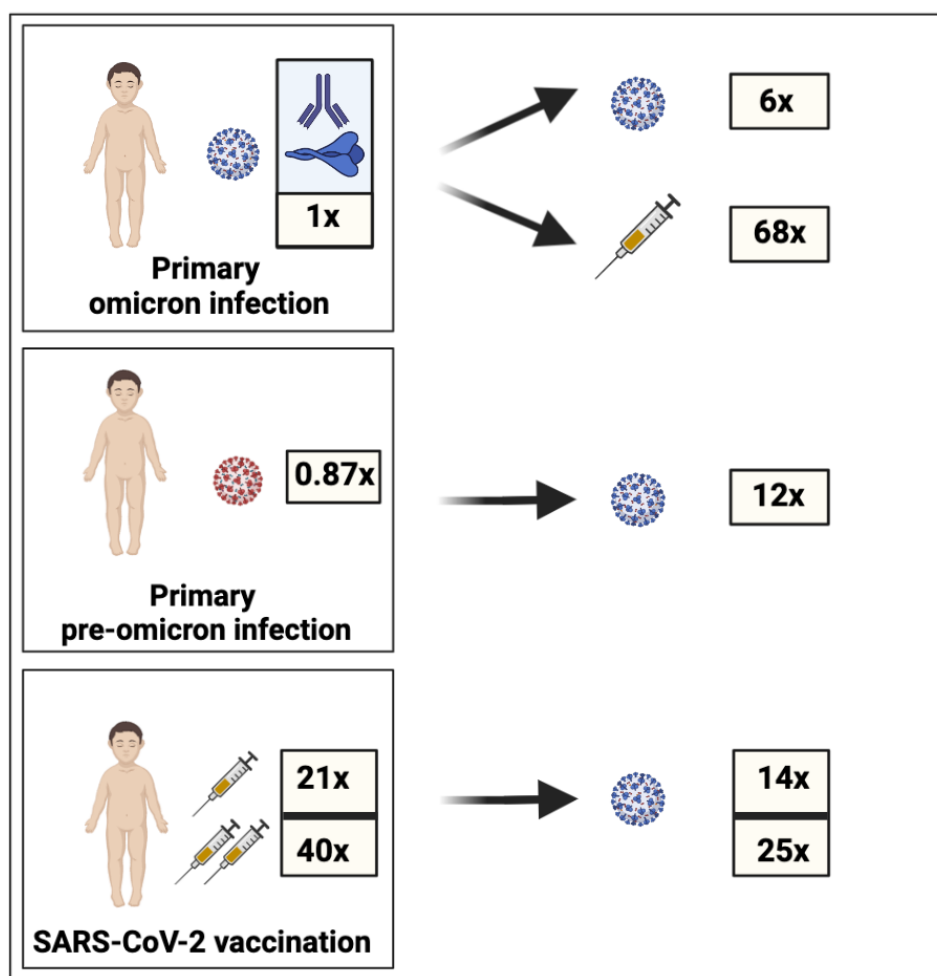 1x
Primary
omicron infection
6x
68x
0.87x
Primary
pre-omicron infection
12x
21x
40x
SARS-CoV-2 vaccination
14x
25x